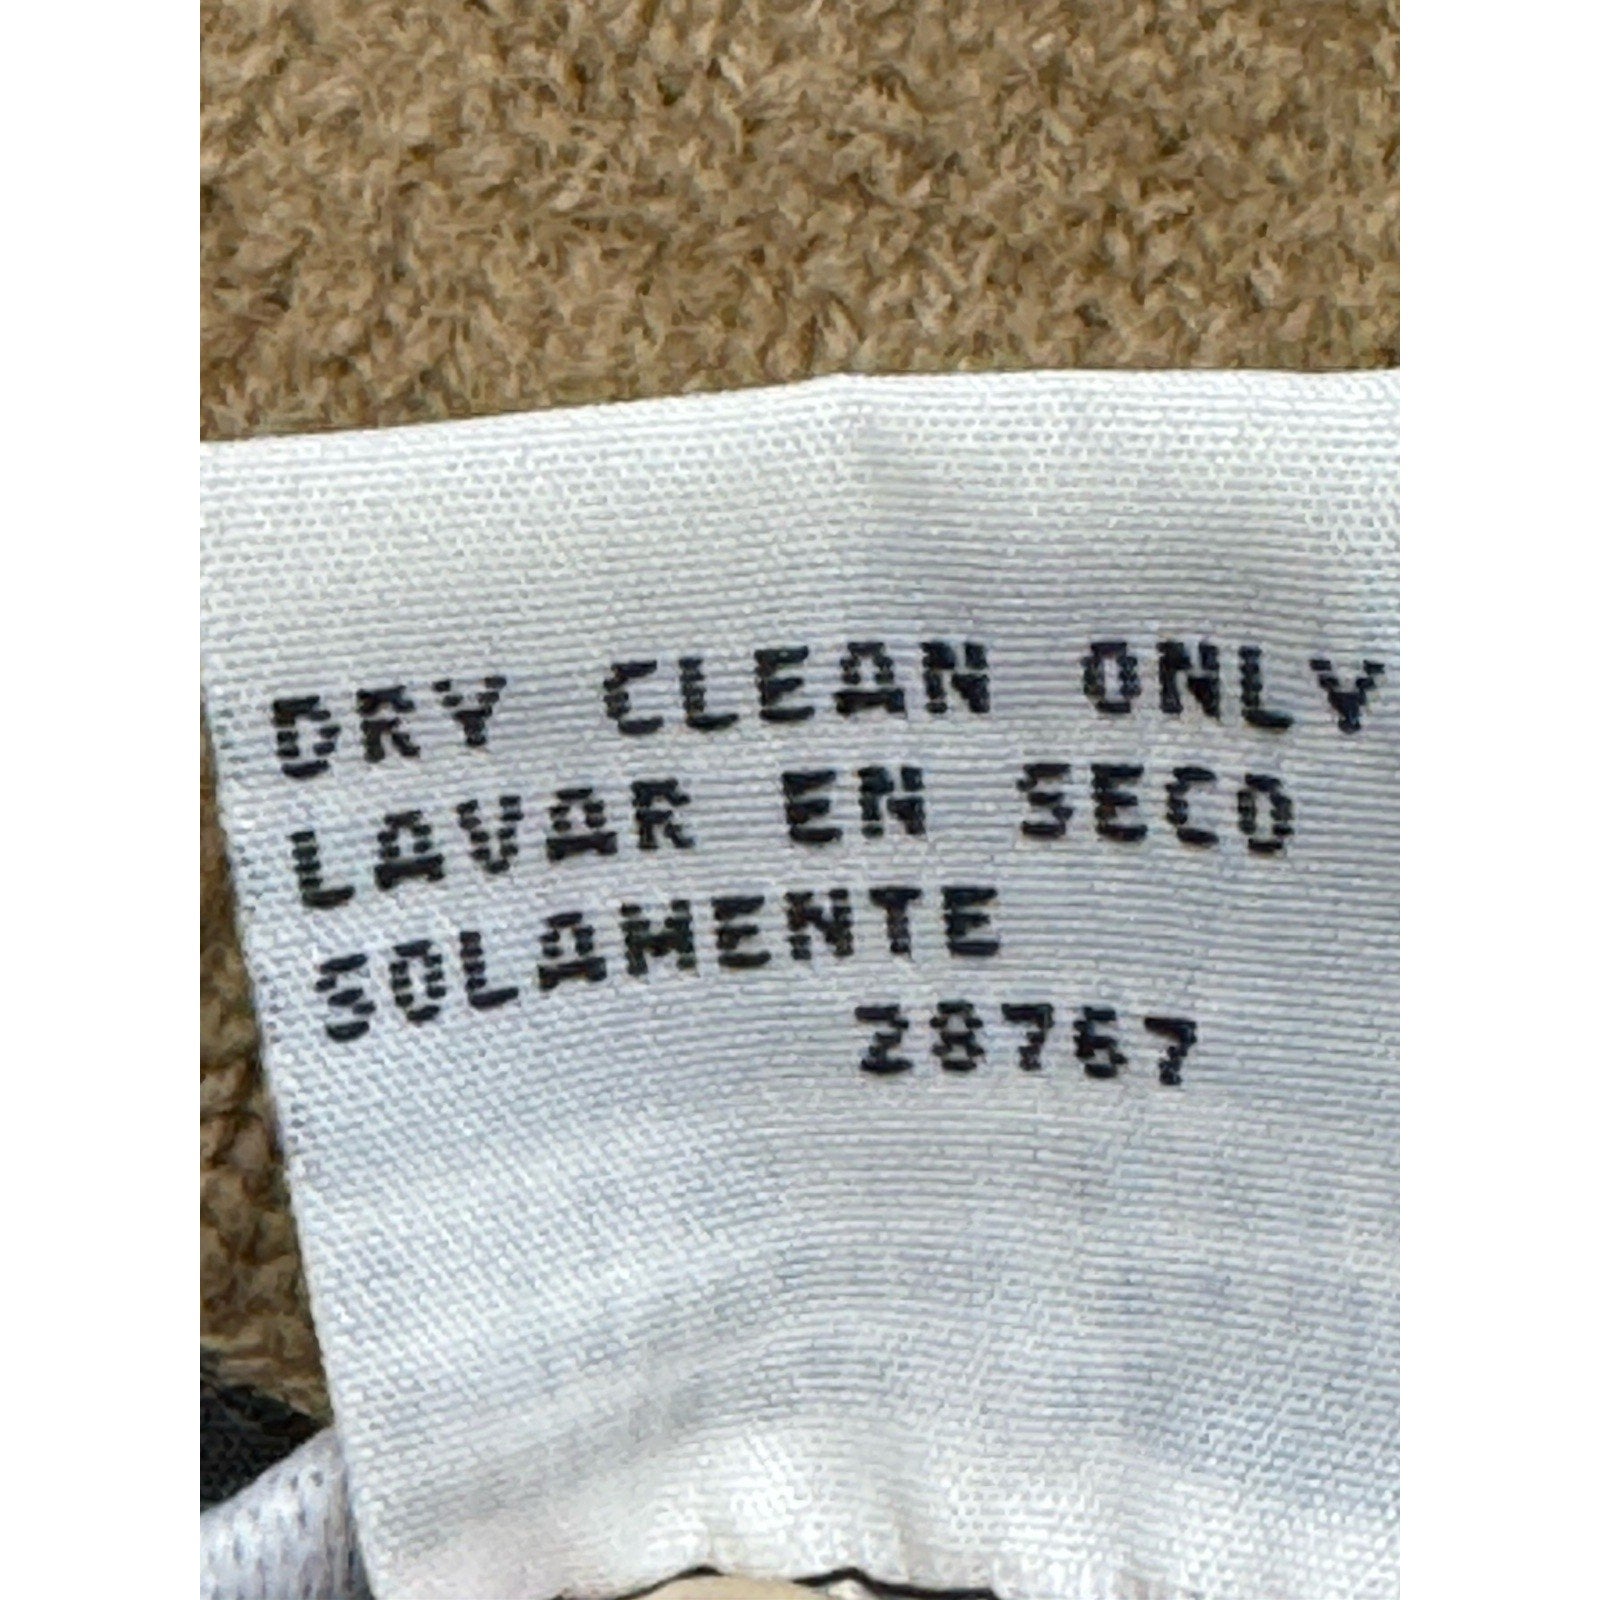 DRY CLEAN ONLY
LAVAR EN SECO
SOLAMENTE
28767